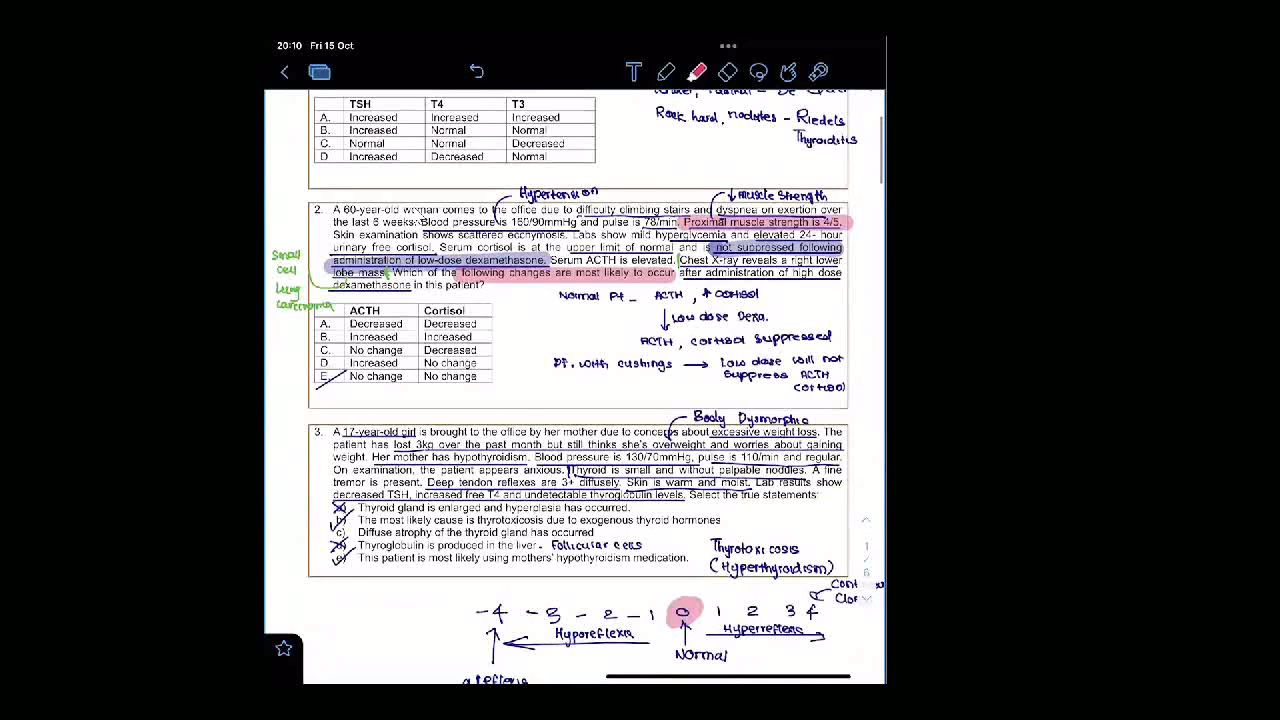 20:10 Fri 15 Oct
Rock hard, nodules - Riedels
Thyroiditis
TSH T4 T3
A. Increased Increased Increased
B. Increased Normal Normal
C. Normal Normal Decreased
D Increased Decreased Normal
Hypertension
↓ muscle strength
2. A 60-year-old woman comes to the office due to difficulty climbing stairs and dyspnea on exertion over
the last 6 weeks. Blood pressure is 160/90mmHg and pulse is 78/min. Proximal muscle strength is 4/5.
Skin examination shows scattered ecchymosis. Labs show mild hyperglycemia and elevated 24- hour
urinary free cortisol. Serum cortisol is at the upper limit of normal and is not suppressed following
administration of low-dose dexamethasone. Serum ACTH is elevated. Chest X-ray reveals a right lower
lobe mass. Which of the following changes are most likely to occur after administration of high dose
dexamethasone in this patient?
Small
cell
lung
carcinoma
ACTH Cortisol
A. Decreased Decreased
B. Increased Increased
C. No change Decreased
D. Increased No change
E. No change No change
Normal Pt - ACTH, ↑ cortisol
↓ Low dose Dexa.
ACTH, cortisol suppressed
Pt. with cushings → Low dose will not
suppress ACTH
cortisol
Body Dysmorphic
3. A 17-year-old girl is brought to the office by her mother due to concerns about excessive weight loss. The
patient has lost 3kg over the past month but still thinks she's overweight and worries about gaining
weight. Her mother has hypothyroidism. Blood pressure is 130/70mmHg, pulse is 110/min and regular.
On examination, the patient appears anxious. Thyroid is small and without palpable nodules. A fine
tremor is present. Deep tendon reflexes are 3+ diffusely. Skin is warm and moist. Lab results show
decreased TSH, increased free T4 and undetectable thyroglobulin levels. Select the true statements:
a) Thyroid gland is enlarged and hyperplasia has occurred.
b) The most likely cause is thyrotoxicosis due to exogenous thyroid hormones
c) Diffuse atrophy of the thyroid gland has occurred
d) Thyroglobulin is produced in the liver. Follicular cells
e) This patient is most likely using mothers' hypothyroidism medication.
Thyrotoxicosis
(Hyperthyroidism)
-4 -3 -2 -1 0 1 2 3 4
Hyporeflexia
Hyperreflexia
Normal
1
/
6